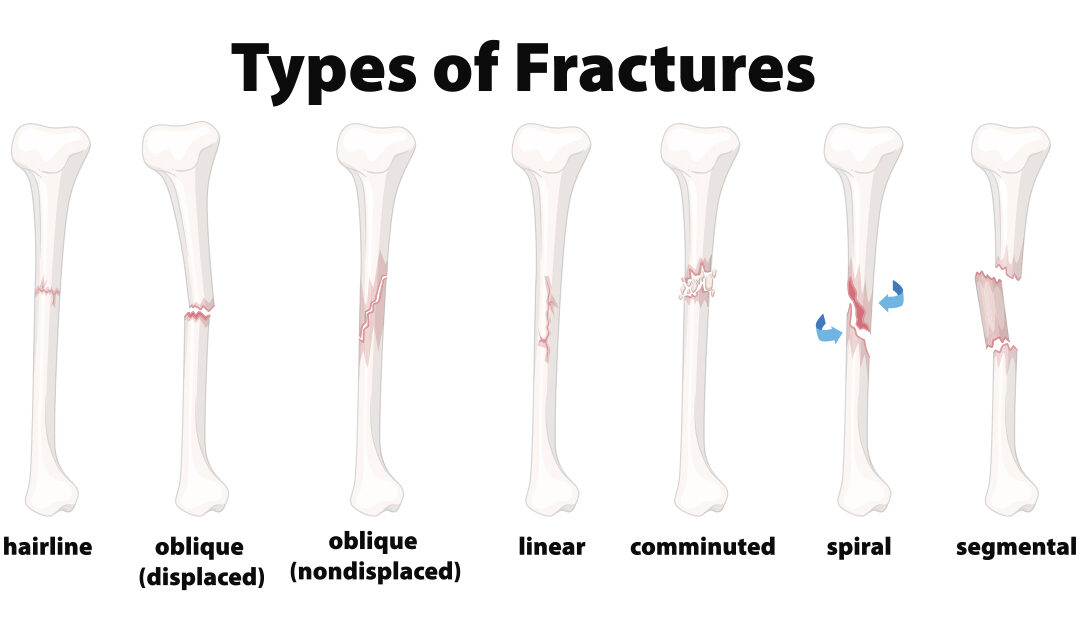 Types of Fractures
hairline
oblique
(displaced)
oblique
(nondisplaced)
linear
comminuted
spiral
segmental